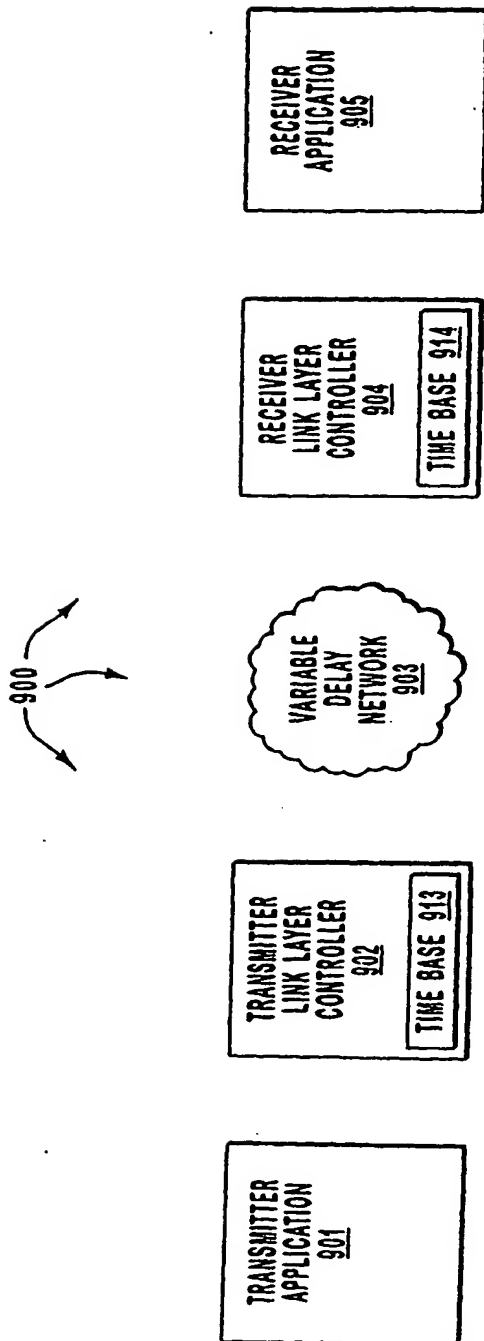 900
TRANSMITTER
APPLICATION
901
TRANSMITTER
LINK LAYER
CONTROLLER
902
TIME BASE 913
VARIABLE
DELAY
NETWORK
903
RECEIVER
LINK LAYER
CONTROLLER
904
TIME BASE 914
RECEIVER
APPLICATION
905